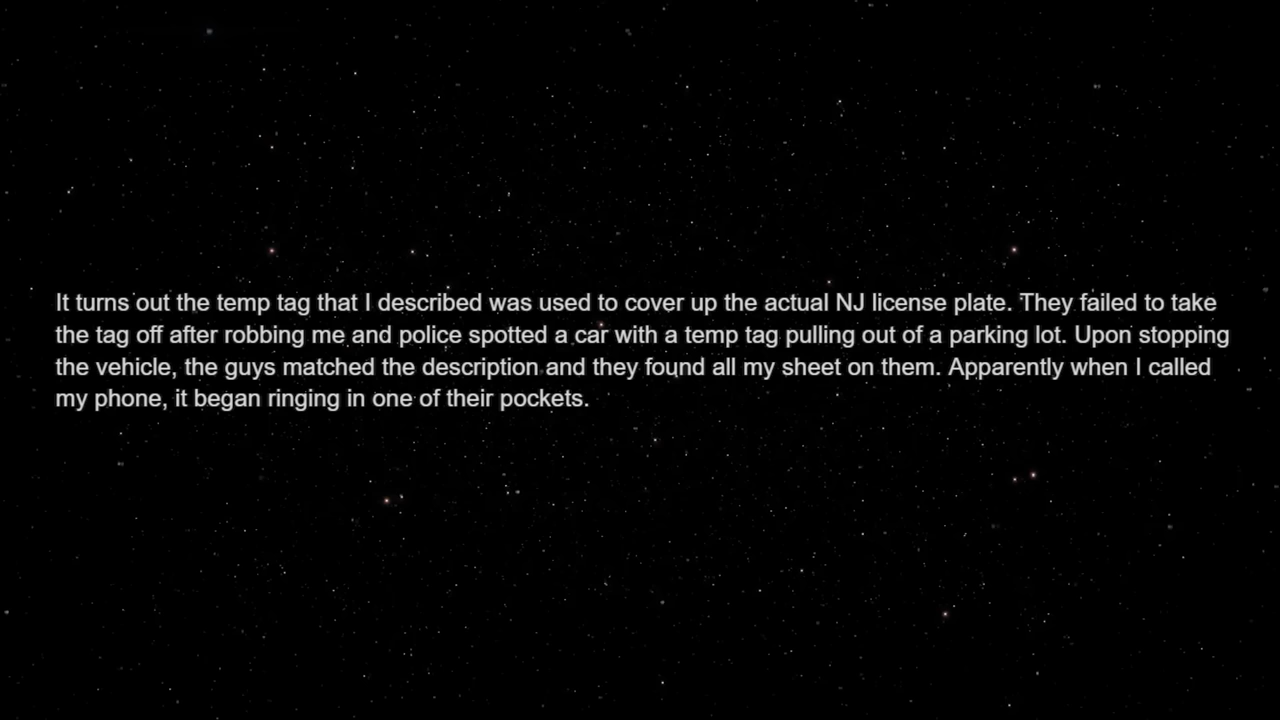 It turns out the temp tag that I described was used to cover up the actual NJ license plate. They failed to take
the tag off after robbing me and police spotted a car with a temp tag pulling out of a parking lot. Upon stopping
the vehicle, the guys matched the description and they found all my sheet on them. Apparently when I called
my phone, it began ringing in one of their pockets.